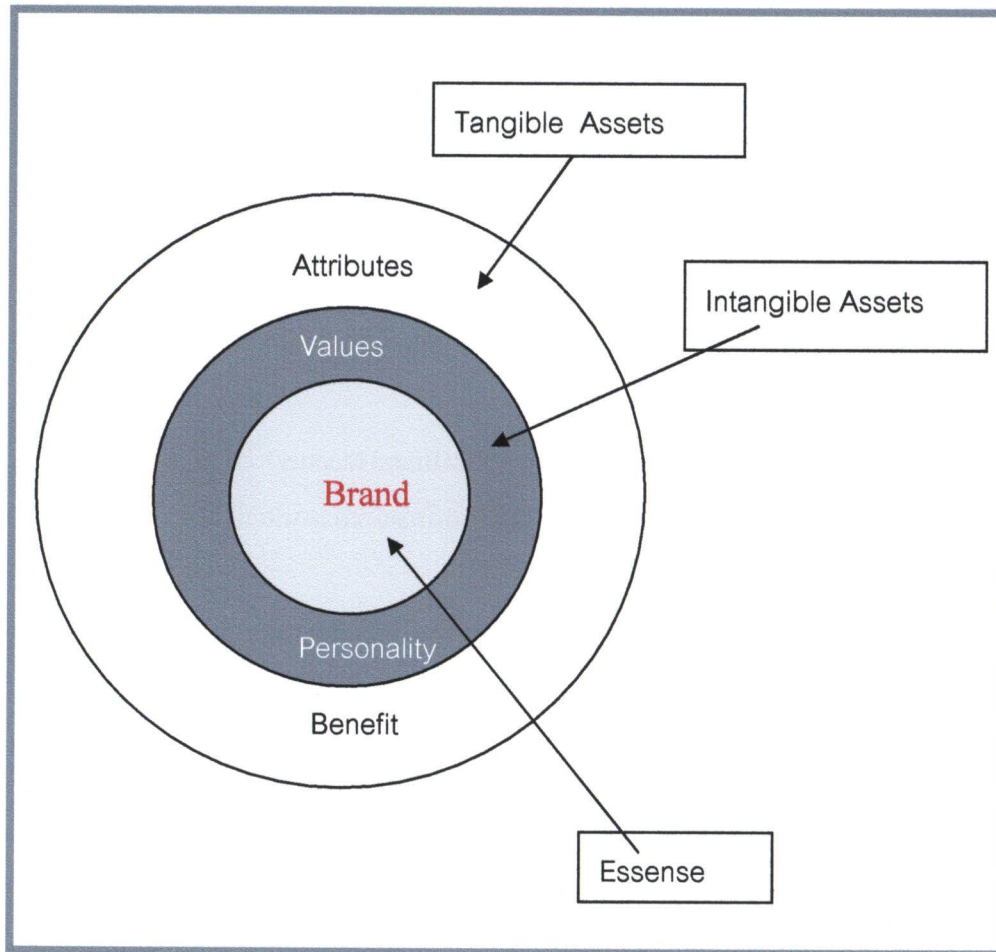 Tangible Assets
Attributes
Intangible Assets
Values
Brand
Personality
Benefit
Essense